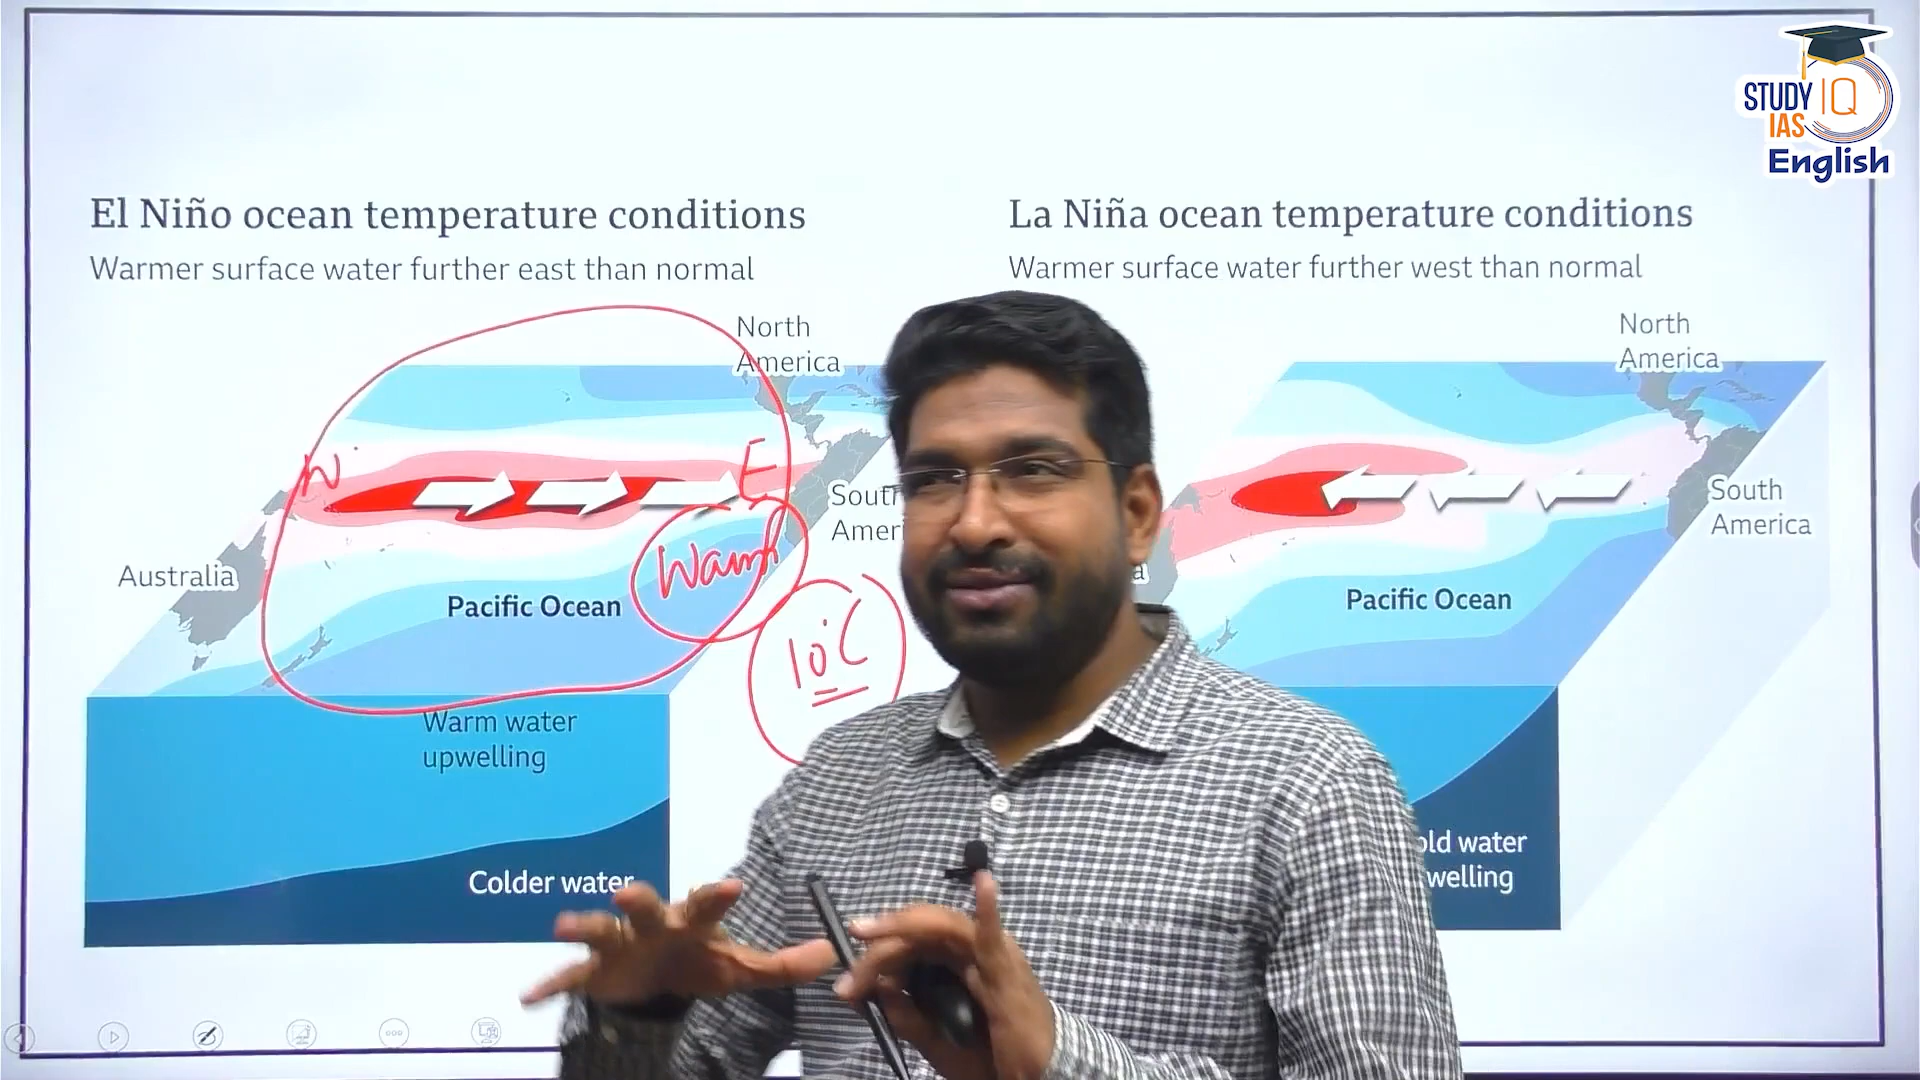 STUDY IQ
IAS
English
El Niño ocean temperature conditions
Warmer surface water further east than normal
La Niña ocean temperature conditions
Warmer surface water further west than normal
North
America
North
America
W
E
South
Amer
South
America
Australia
Warm
a
Pacific Ocean
Pacific Ocean
10°C
Warm water
upwelling
Colder water
old water
welling